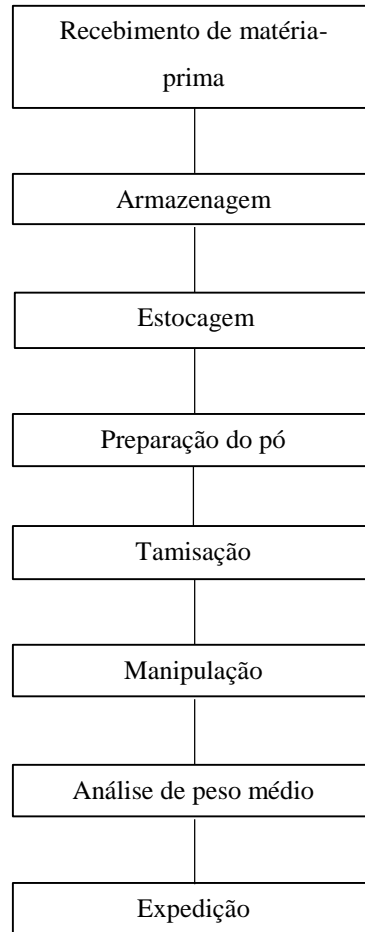 Recebimento de matéria-
prima
Armazenagem
Estocagem
Preparação do pó
Tamisação
Manipulação
Análise de peso médio
Expedição